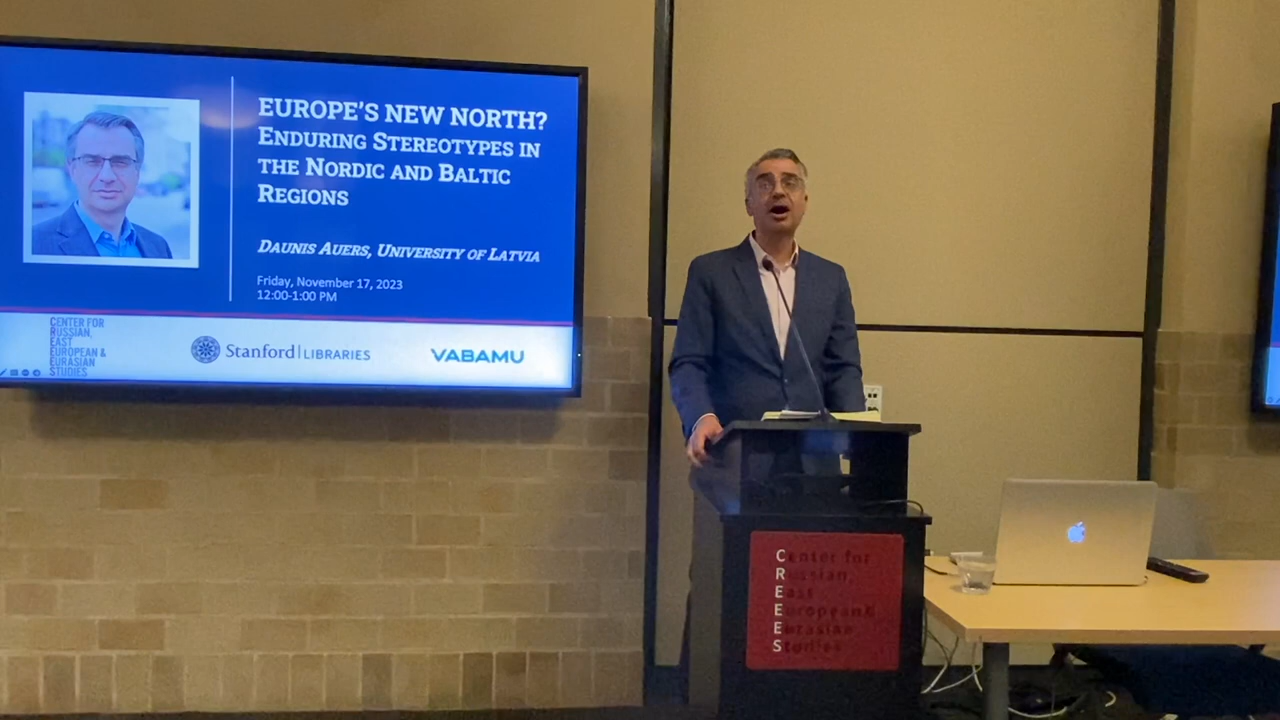 EUROPE'S NEW NORTH?
ENDURING STEREOTYPES IN
THE NORDIC AND BALTIC
REGIONS
DAUNIS AUERS, UNIVERSITY OF LATVIA
Friday, November 17, 2023
12:00-1:00 PM
CENTER FOR
RUSSIAN,
EAST
EUROPEAN &
EURASIAN
STUDIES
Stanford | LIBRARIES
VABAMU
Center for
Russian,
East
European &
Eurasian
Studies